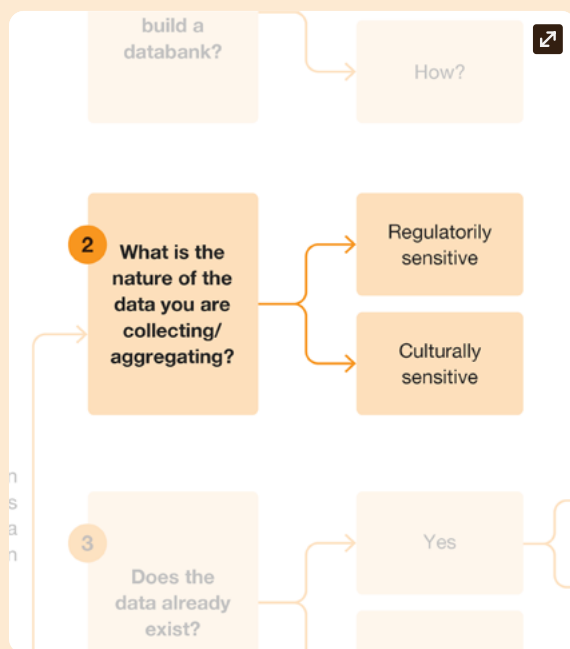 build a
databank?
How?
2
What is the
nature of the
data you are
collecting/
aggregating?
Regulatorily
sensitive
Culturally
sensitive
n
s
a
n
3
Does the
data already
exist?
Yes